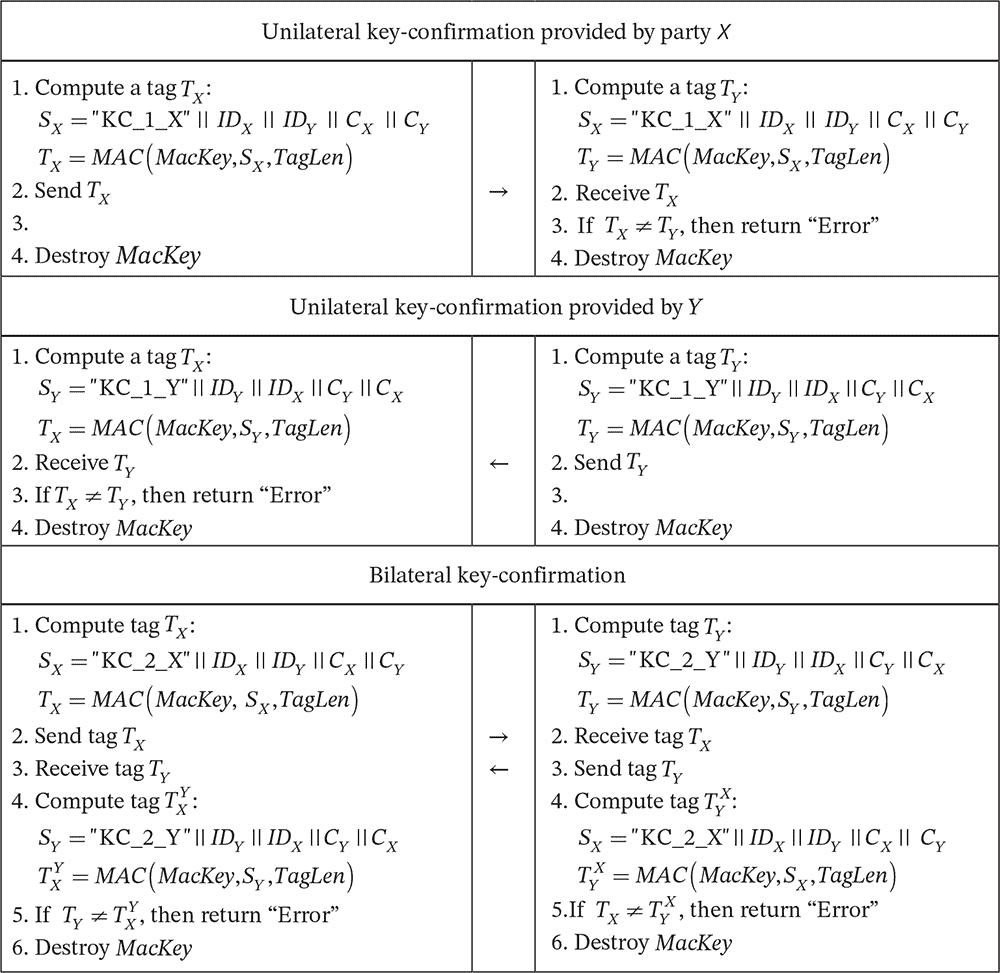 Unilateral key-confirmation provided by party X
1. Compute a tag T_X:
S_X = "KC_1_X" || ID_X || ID_Y || C_X || C_Y
T_X = MAC(MacKey,S_X,TagLen)
2. Send T_X
3.
4. Destroy MacKey
→
1. Compute a tag T_Y:
S_X = "KC_1_X" || ID_X || ID_Y || C_X || C_Y
T_Y = MAC(MacKey,S_X,TagLen)
2. Receive T_X
3. If T_X ≠ T_Y, then return “Error”
4. Destroy MacKey
Unilateral key-confirmation provided by Y
1. Compute a tag T_X:
S_Y = "KC_1_Y" || ID_Y || ID_X || C_Y || C_X
T_X = MAC(MacKey,S_Y,TagLen)
2. Receive T_Y
3. If T_X ≠ T_Y, then return “Error”
4. Destroy MacKey
←
1. Compute a tag T_Y:
S_Y = "KC_1_Y" || ID_Y || ID_X || C_Y || C_X
T_Y = MAC(MacKey,S_Y,TagLen)
2. Send T_Y
3.
4. Destroy MacKey
Bilateral key-confirmation
1. Compute tag T_X:
S_X = "KC_2_X" || ID_X || ID_Y || C_X || C_Y
T_X = MAC(MacKey, S_X,TagLen)
2. Send tag T_X
3. Receive tag T_Y
4. Compute tag T_X^Y:
S_Y = "KC_2_Y" || ID_Y || ID_X || C_Y || C_X
T_X^Y = MAC(MacKey,S_Y,TagLen)
5. If T_Y ≠ T_X^Y, then return “Error”
6. Destroy MacKey
→
←
1. Compute tag T_Y:
S_Y = "KC_2_Y" || ID_Y || ID_X || C_Y || C_X
T_Y = MAC(MacKey,S_Y,TagLen)
2. Receive tag T_X
3. Send tag T_Y
4. Compute tag T_Y^X:
S_X = "KC_2_X" || ID_X || ID_Y || C_X || C_Y
T_Y^X = MAC(MacKey,S_X,TagLen)
5.If T_X ≠ T_Y^X, then return “Error”
6. Destroy MacKey